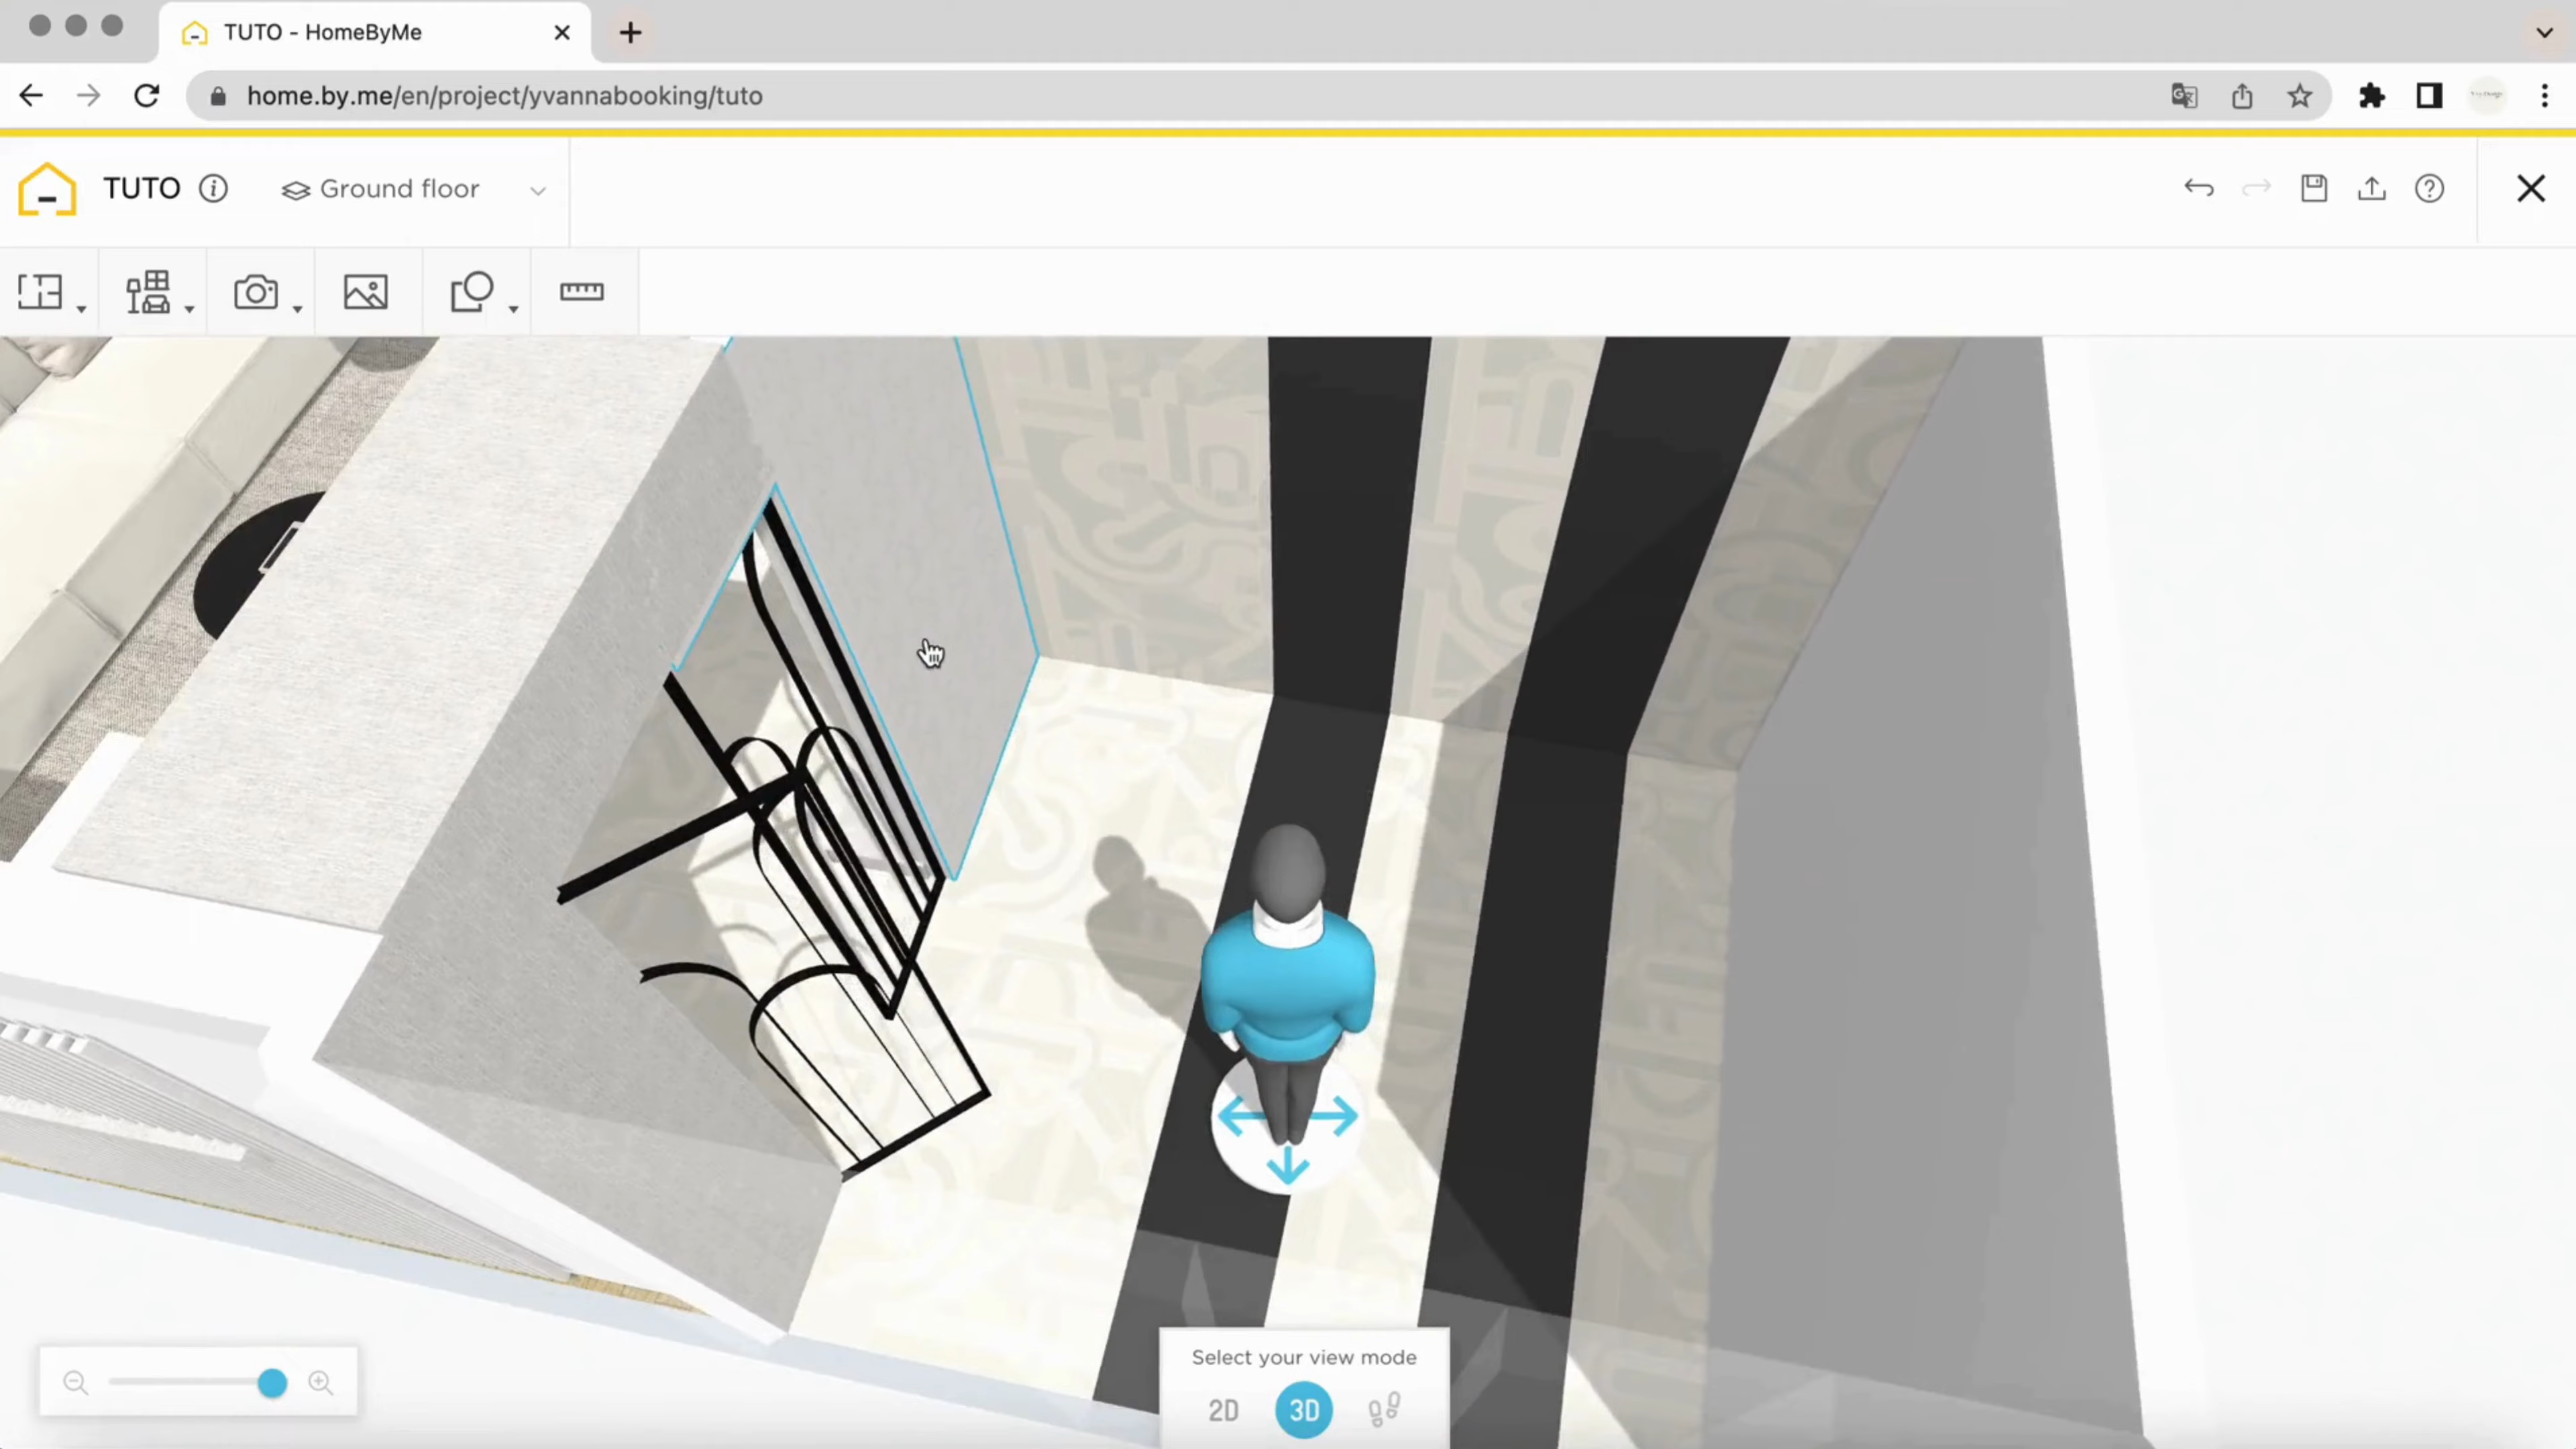 TUTO - HomeByMe
home.by.me/en/project/yvannabooking/tuto
TUTO
Ground floor
Select your view mode
2D
3D